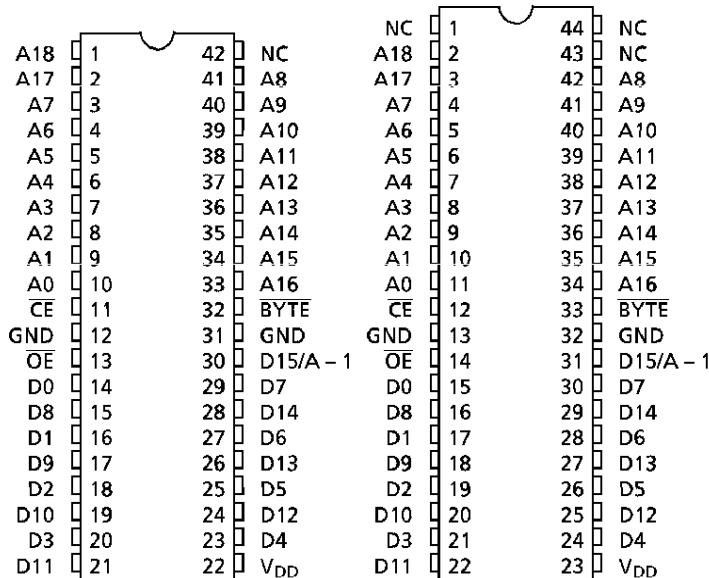 NC 1 44 NC
A18 1 42 NC A18 2 43 NC
A17 2 41 A8 A17 3 42 A8
A7 3 40 A9 A7 4 41 A9
A6 4 39 A10 A6 5 40 A10
A5 5 38 A11 A5 6 39 A11
A4 6 37 A12 A4 7 38 A12
A3 7 36 A13 A3 8 37 A13
A2 8 35 A14 A2 9 36 A14
A1 9 34 A15 A1 10 35 A15
A0 10 33 A16 A0 11 34 A16
C̅E̅ 11 32 B̅Y̅T̅E̅ C̅E̅ 12 33 B̅Y̅T̅E̅
GND 12 31 GND GND 13 32 GND
O̅E̅ 13 30 D15/A – 1 O̅E̅ 14 31 D15/A – 1
D0 14 29 D7 D0 15 30 D7
D8 15 28 D14 D8 16 29 D14
D1 16 27 D6 D1 17 28 D6
D9 17 26 D13 D9 18 27 D13
D2 18 25 D5 D2 19 26 D5
D10 19 24 D12 D10 20 25 D12
D3 20 23 D4 D3 21 24 D4
D11 21 22 VDD D11 22 23 VDD